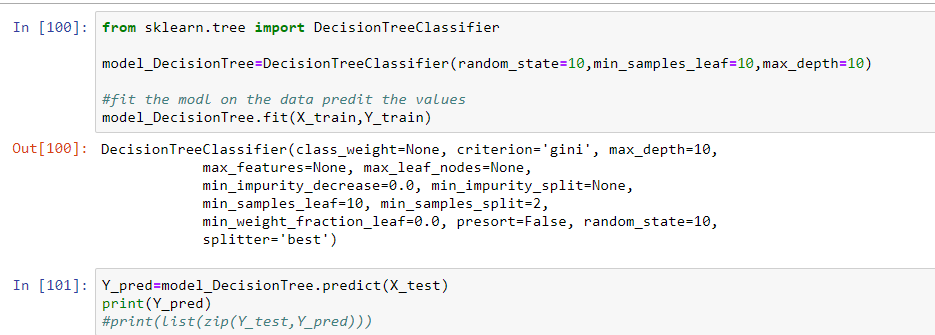 In [100]: from sklearn.tree import DecisionTreeClassifier
model_DecisionTree=DecisionTreeClassifier(random_state=10,min_samples_leaf=10,max_depth=10)
#fit the modl on the data predit the values
model_DecisionTree.fit(X_train,Y_train)
Out[100]: DecisionTreeClassifier(class_weight=None, criterion='gini', max_depth=10,
max_features=None, max_leaf_nodes=None,
min_impurity_decrease=0.0, min_impurity_split=None,
min_samples_leaf=10, min_samples_split=2,
min_weight_fraction_leaf=0.0, presort=False, random_state=10,
splitter='best')
In [101]: Y_pred=model_DecisionTree.predict(X_test)
print(Y_pred)
#print(list(zip(Y_test,Y_pred)))